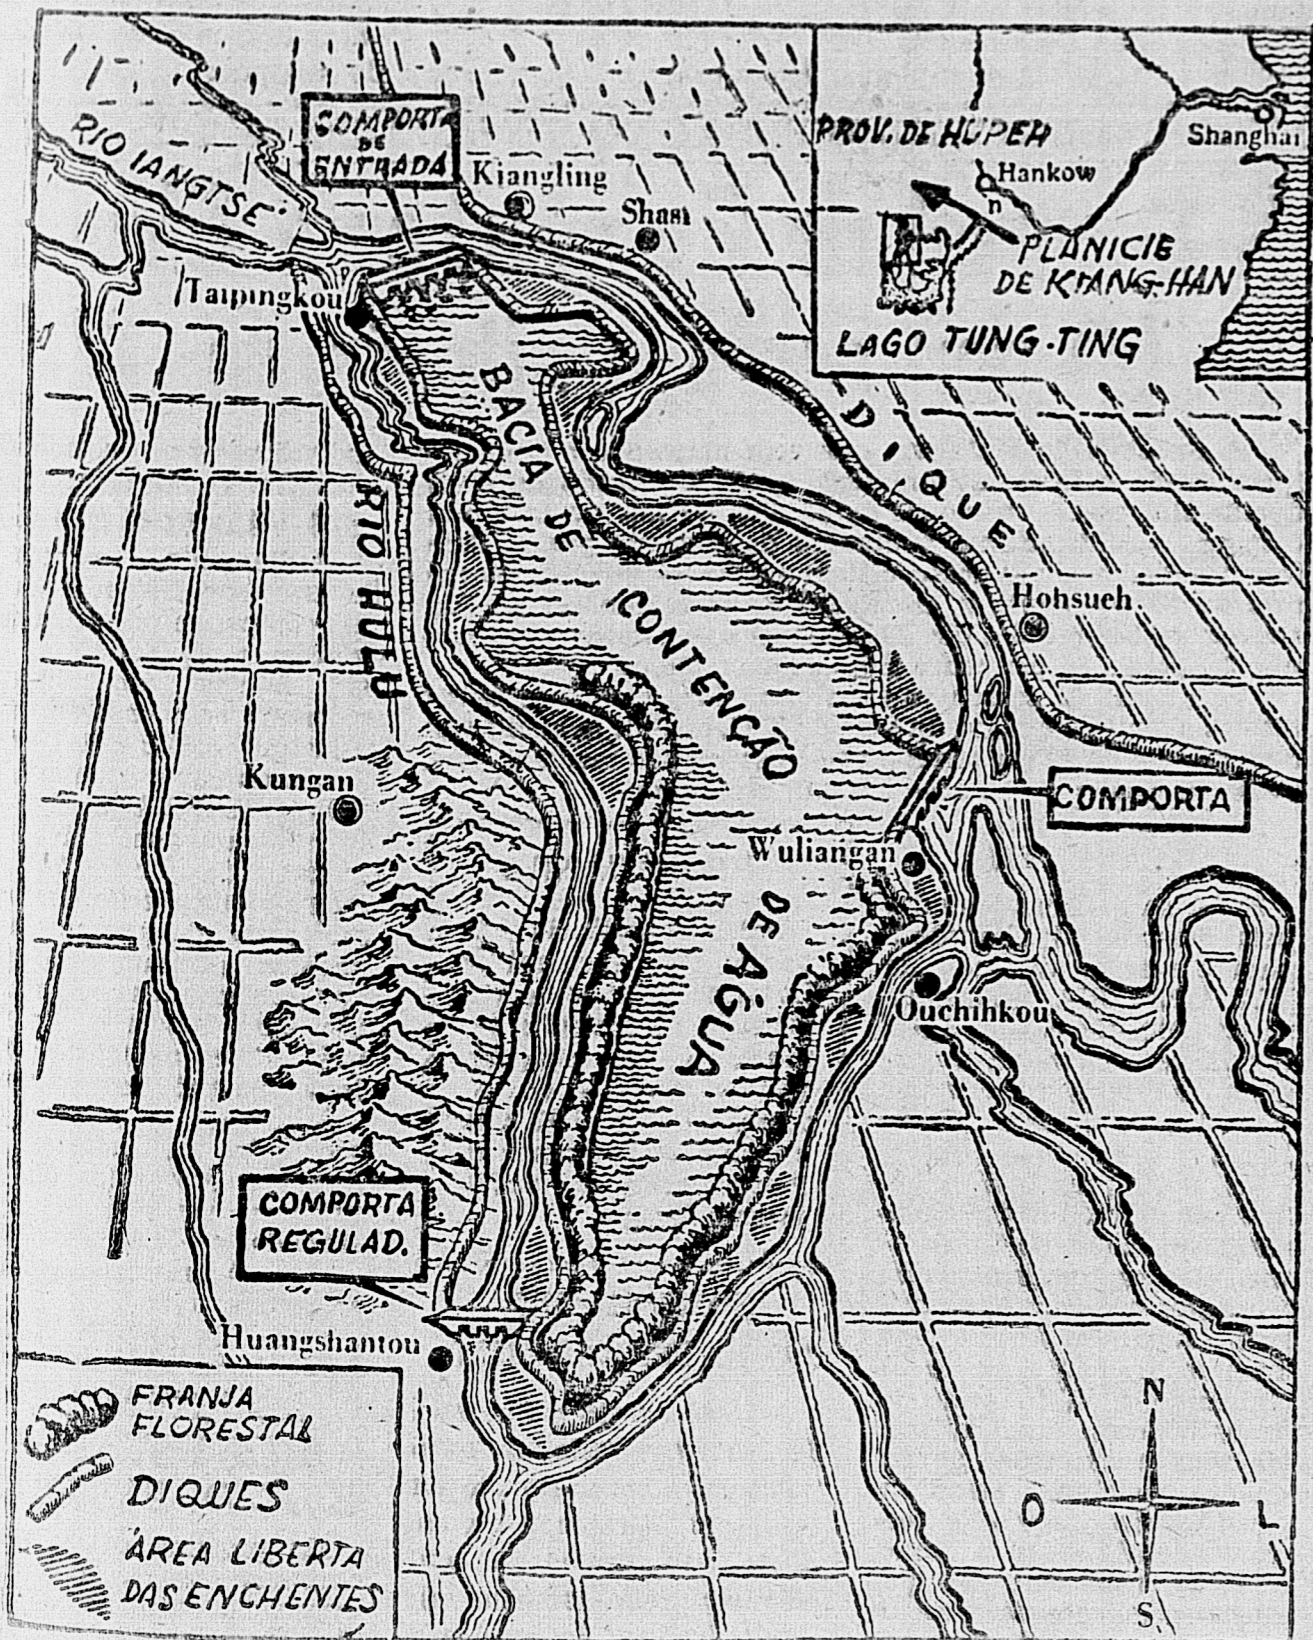 RIO IANGTSÉ
COMPORTA
DE
ENTRADA
Kiangling
Shasi
Taipingkou
PROV. DE HUPEH
Shanghai
Hankow
n
PLANICIE
DE KIANG-HAN
LAGO TUNG-TING
DIQUE
BACIA DE CONTENÇÃO DE AGUA
RIO HULU
Hohsueh
Kungan
COMPORTA
Wuliangan
Ouchihkou
COMPORTA
REGULAD.
Huangshantou
FRANJA
FLORESTAL
DIQUES
ÁREA LIBERTA
DAS ENCHENTES
N
O
L
S